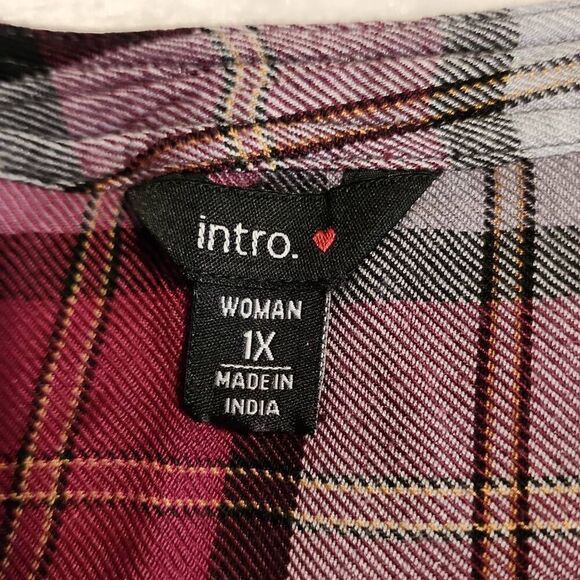 intro.
WOMAN
1X
MADE IN
INDIA